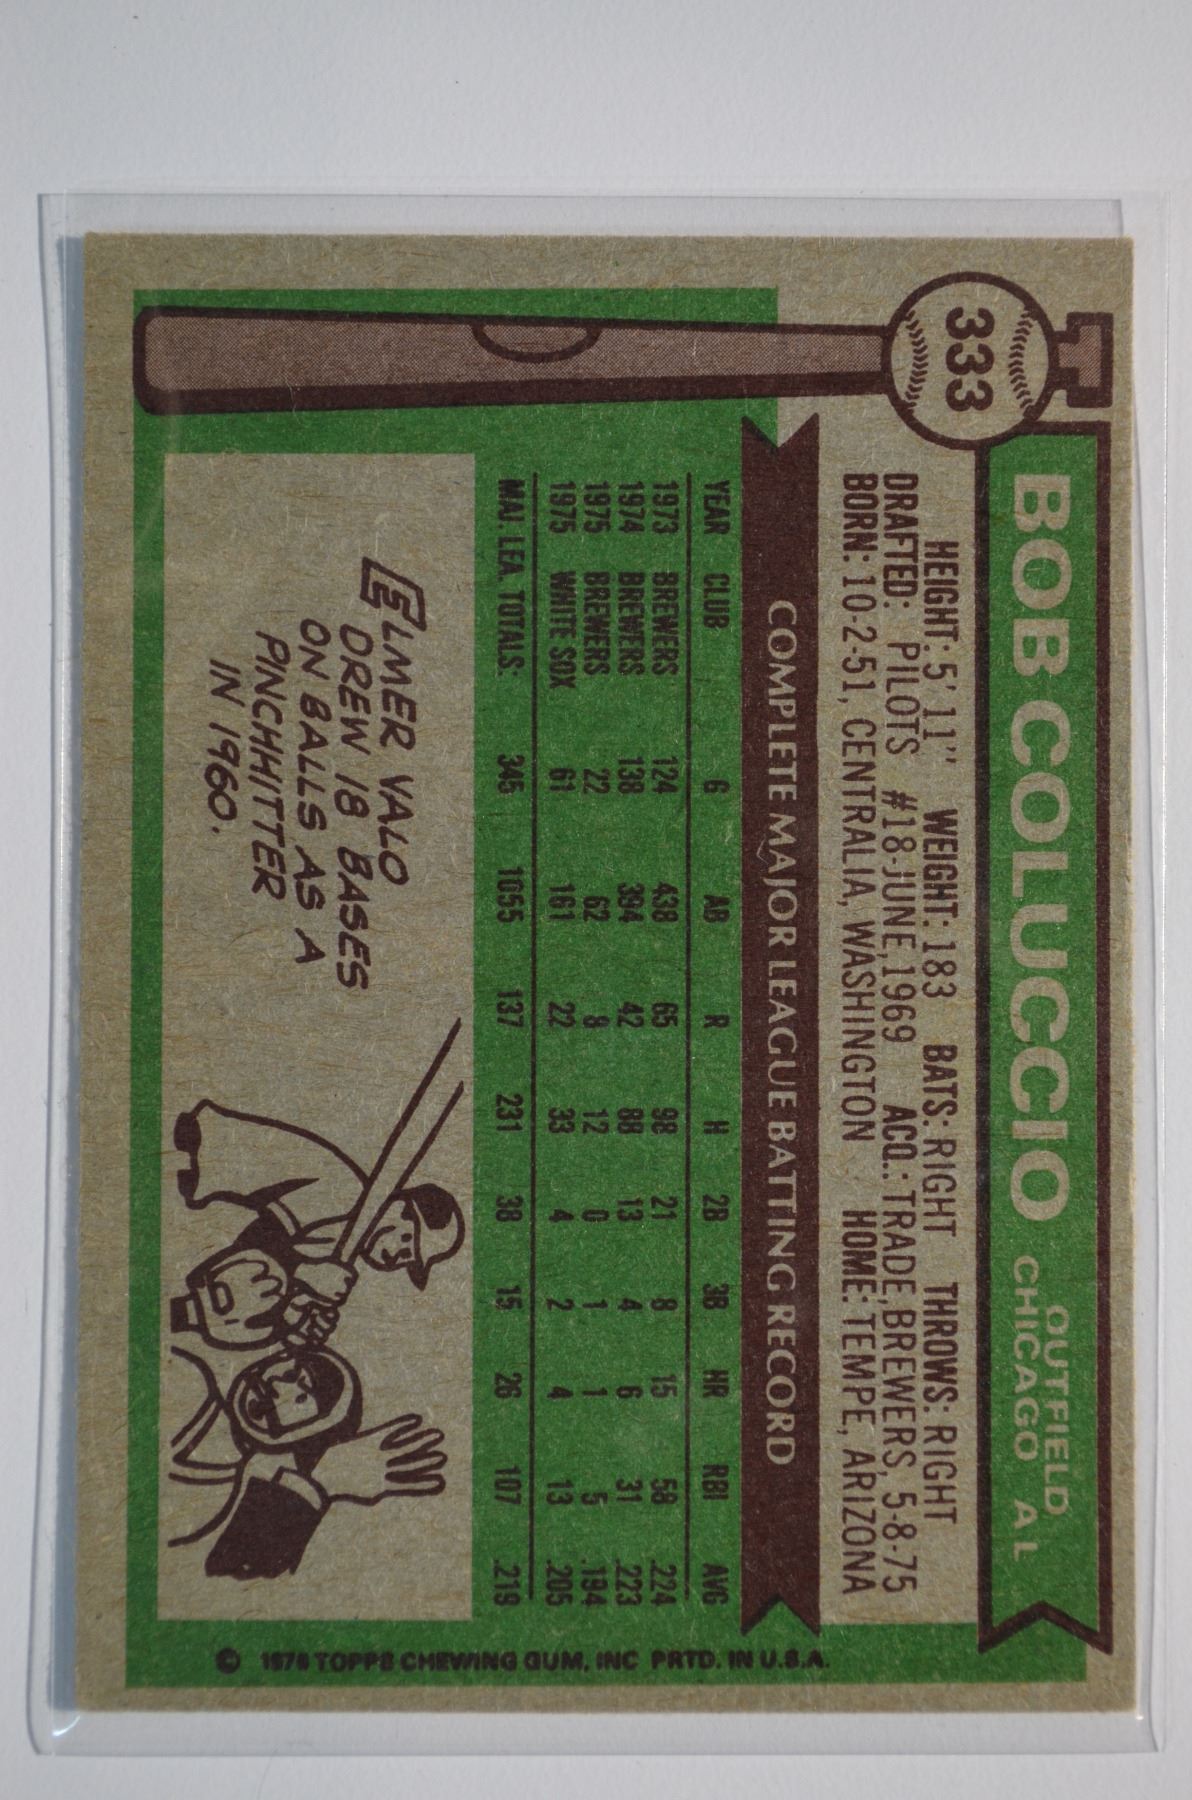 333
BOB COLUCCIO OUTFIELD
CHICAGO AL
HEIGHT: 5' 11" WEIGHT: 183 BATS: RIGHT THROWS: RIGHT
DRAFTED: PILOTS #18-JUNE, 1969 ACQ.: TRADE, BREWERS, 5-8-75
BORN: 10-2-51, CENTRALIA, WASHINGTON HOME: TEMPE, ARIZONA
COMPLETE MAJOR LEAGUE BATTING RECORD
YEAR CLUB G AB R H 2B 3B HR RBI AVG
1973 BREWERS 124 438 65 98 21 8 15 58 .224
1974 BREWERS 138 394 42 88 13 4 6 31 .223
1975 BREWERS 22 62 8 12 0 1 1 5 .194
1975 WHITE SOX 61 161 22 33 4 2 4 13 .205
MAJ. LEA. TOTALS: 345 1055 137 231 38 15 26 107 .219
ELMER VALO
DREW 18 BASES
ON BALLS AS A
PINCHHITTER
IN 1960.
© 1976 TOPPS CHEWING GUM, INC PRTD. IN U.S.A.